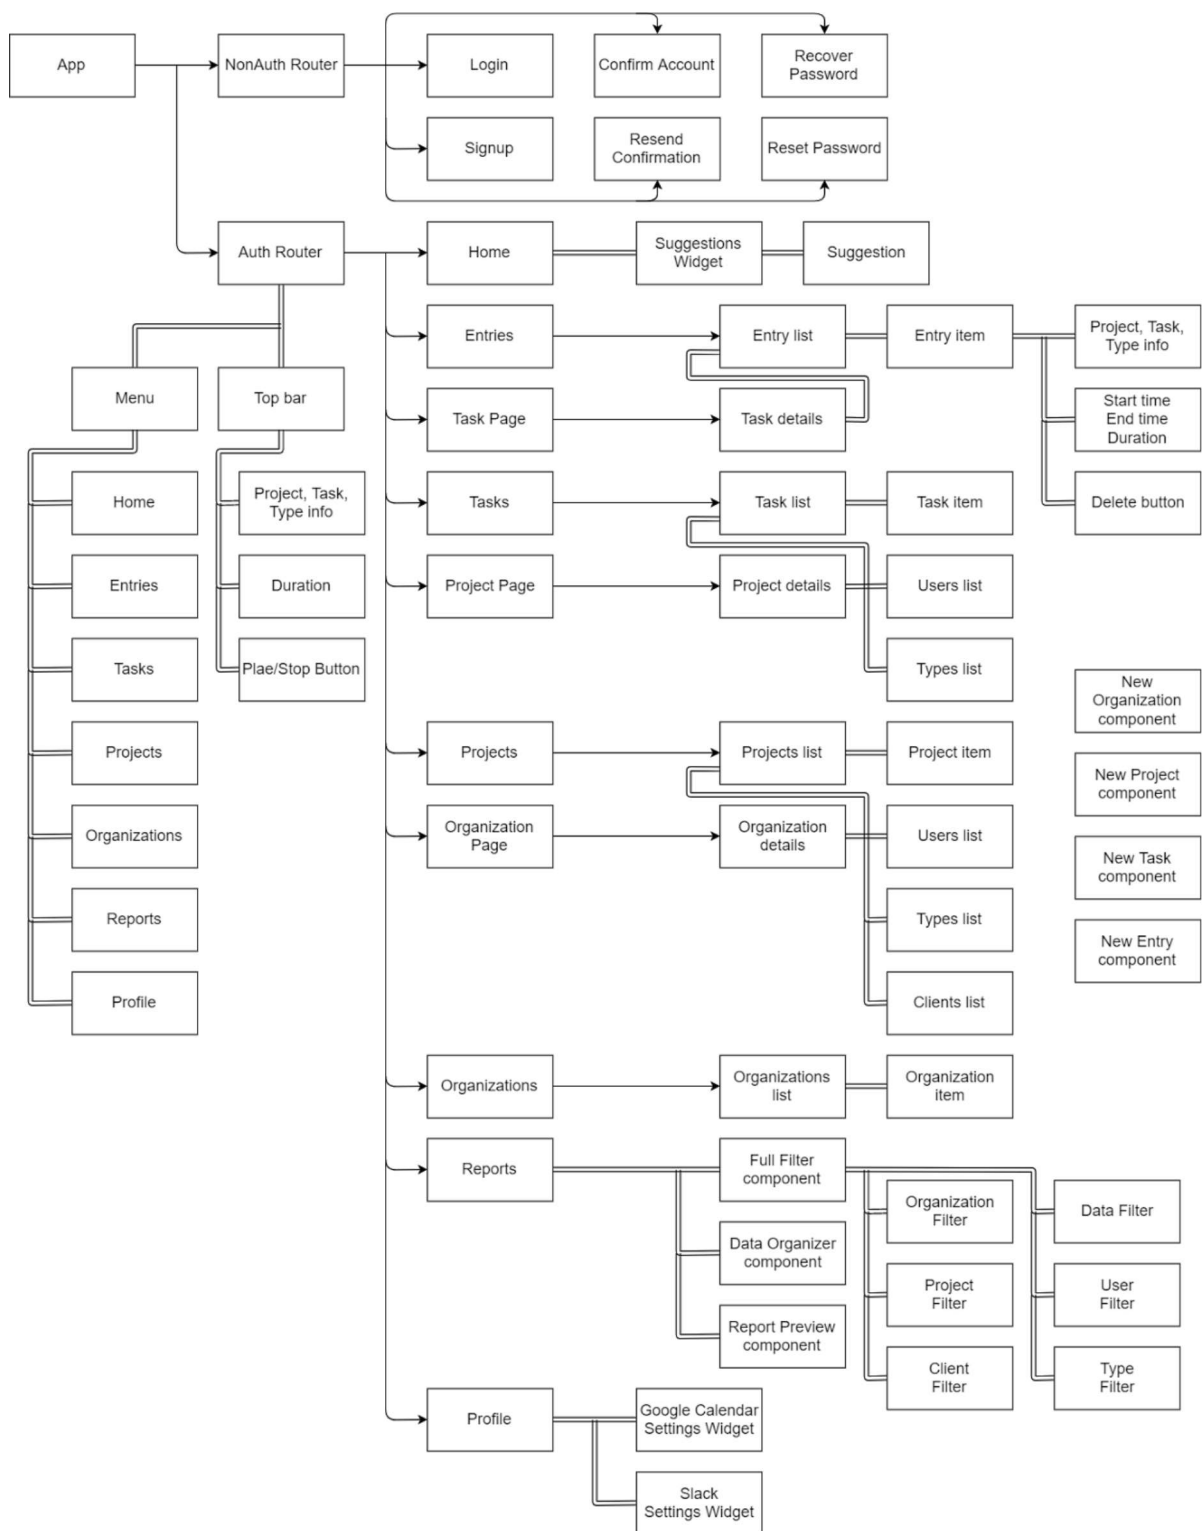 App
NonAuth Router
Login
Confirm Account
Recover
Password
Signup
Resend
Confirmation
Reset Password
Auth Router
Home
Suggestions
Widget
Suggestion
Entries
Entry list
Entry item
Project, Task,
Type info
Menu
Top bar
Task Page
Task details
Start time
End time
Duration
Home
Project, Task,
Type info
Tasks
Task list
Task item
Delete button
Entries
Duration
Project Page
Project details
Users list
Tasks
Plae/Stop Button
Types list
New
Organization
component
Projects
Projects
Projects list
Project item
New Project
component
Organizations
Organization
Page
Organization
details
Users list
New Task
component
Reports
Types list
New Entry
component
Profile
Clients list
Organizations
Organizations
list
Organization
item
Reports
Full Filter
component
Organization
Filter
Data Filter
Data Organizer
component
Project
Filter
User
Filter
Report Preview
component
Client
Filter
Type
Filter
Profile
Google Calendar
Settings Widget
Slack
Settings Widget